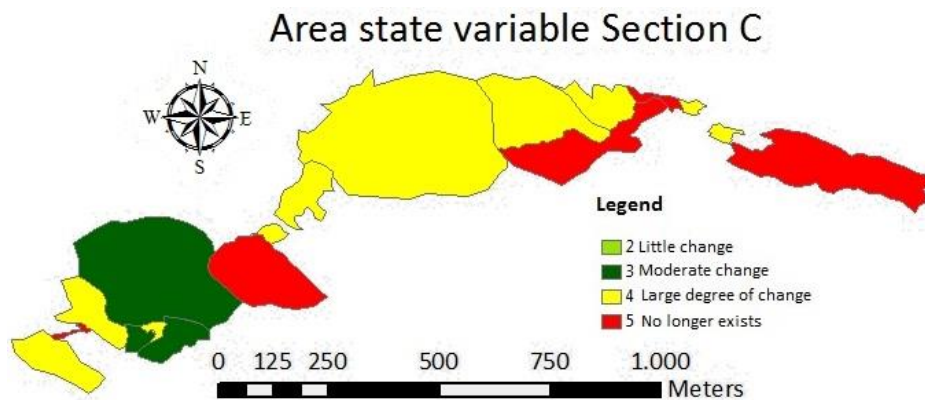 Area state variable Section C
N
W E
S
Legend
2 Little change
3 Moderate change
4 Large degree of change
5 No longer exists
0 125 250 500 750 1.000
Meters